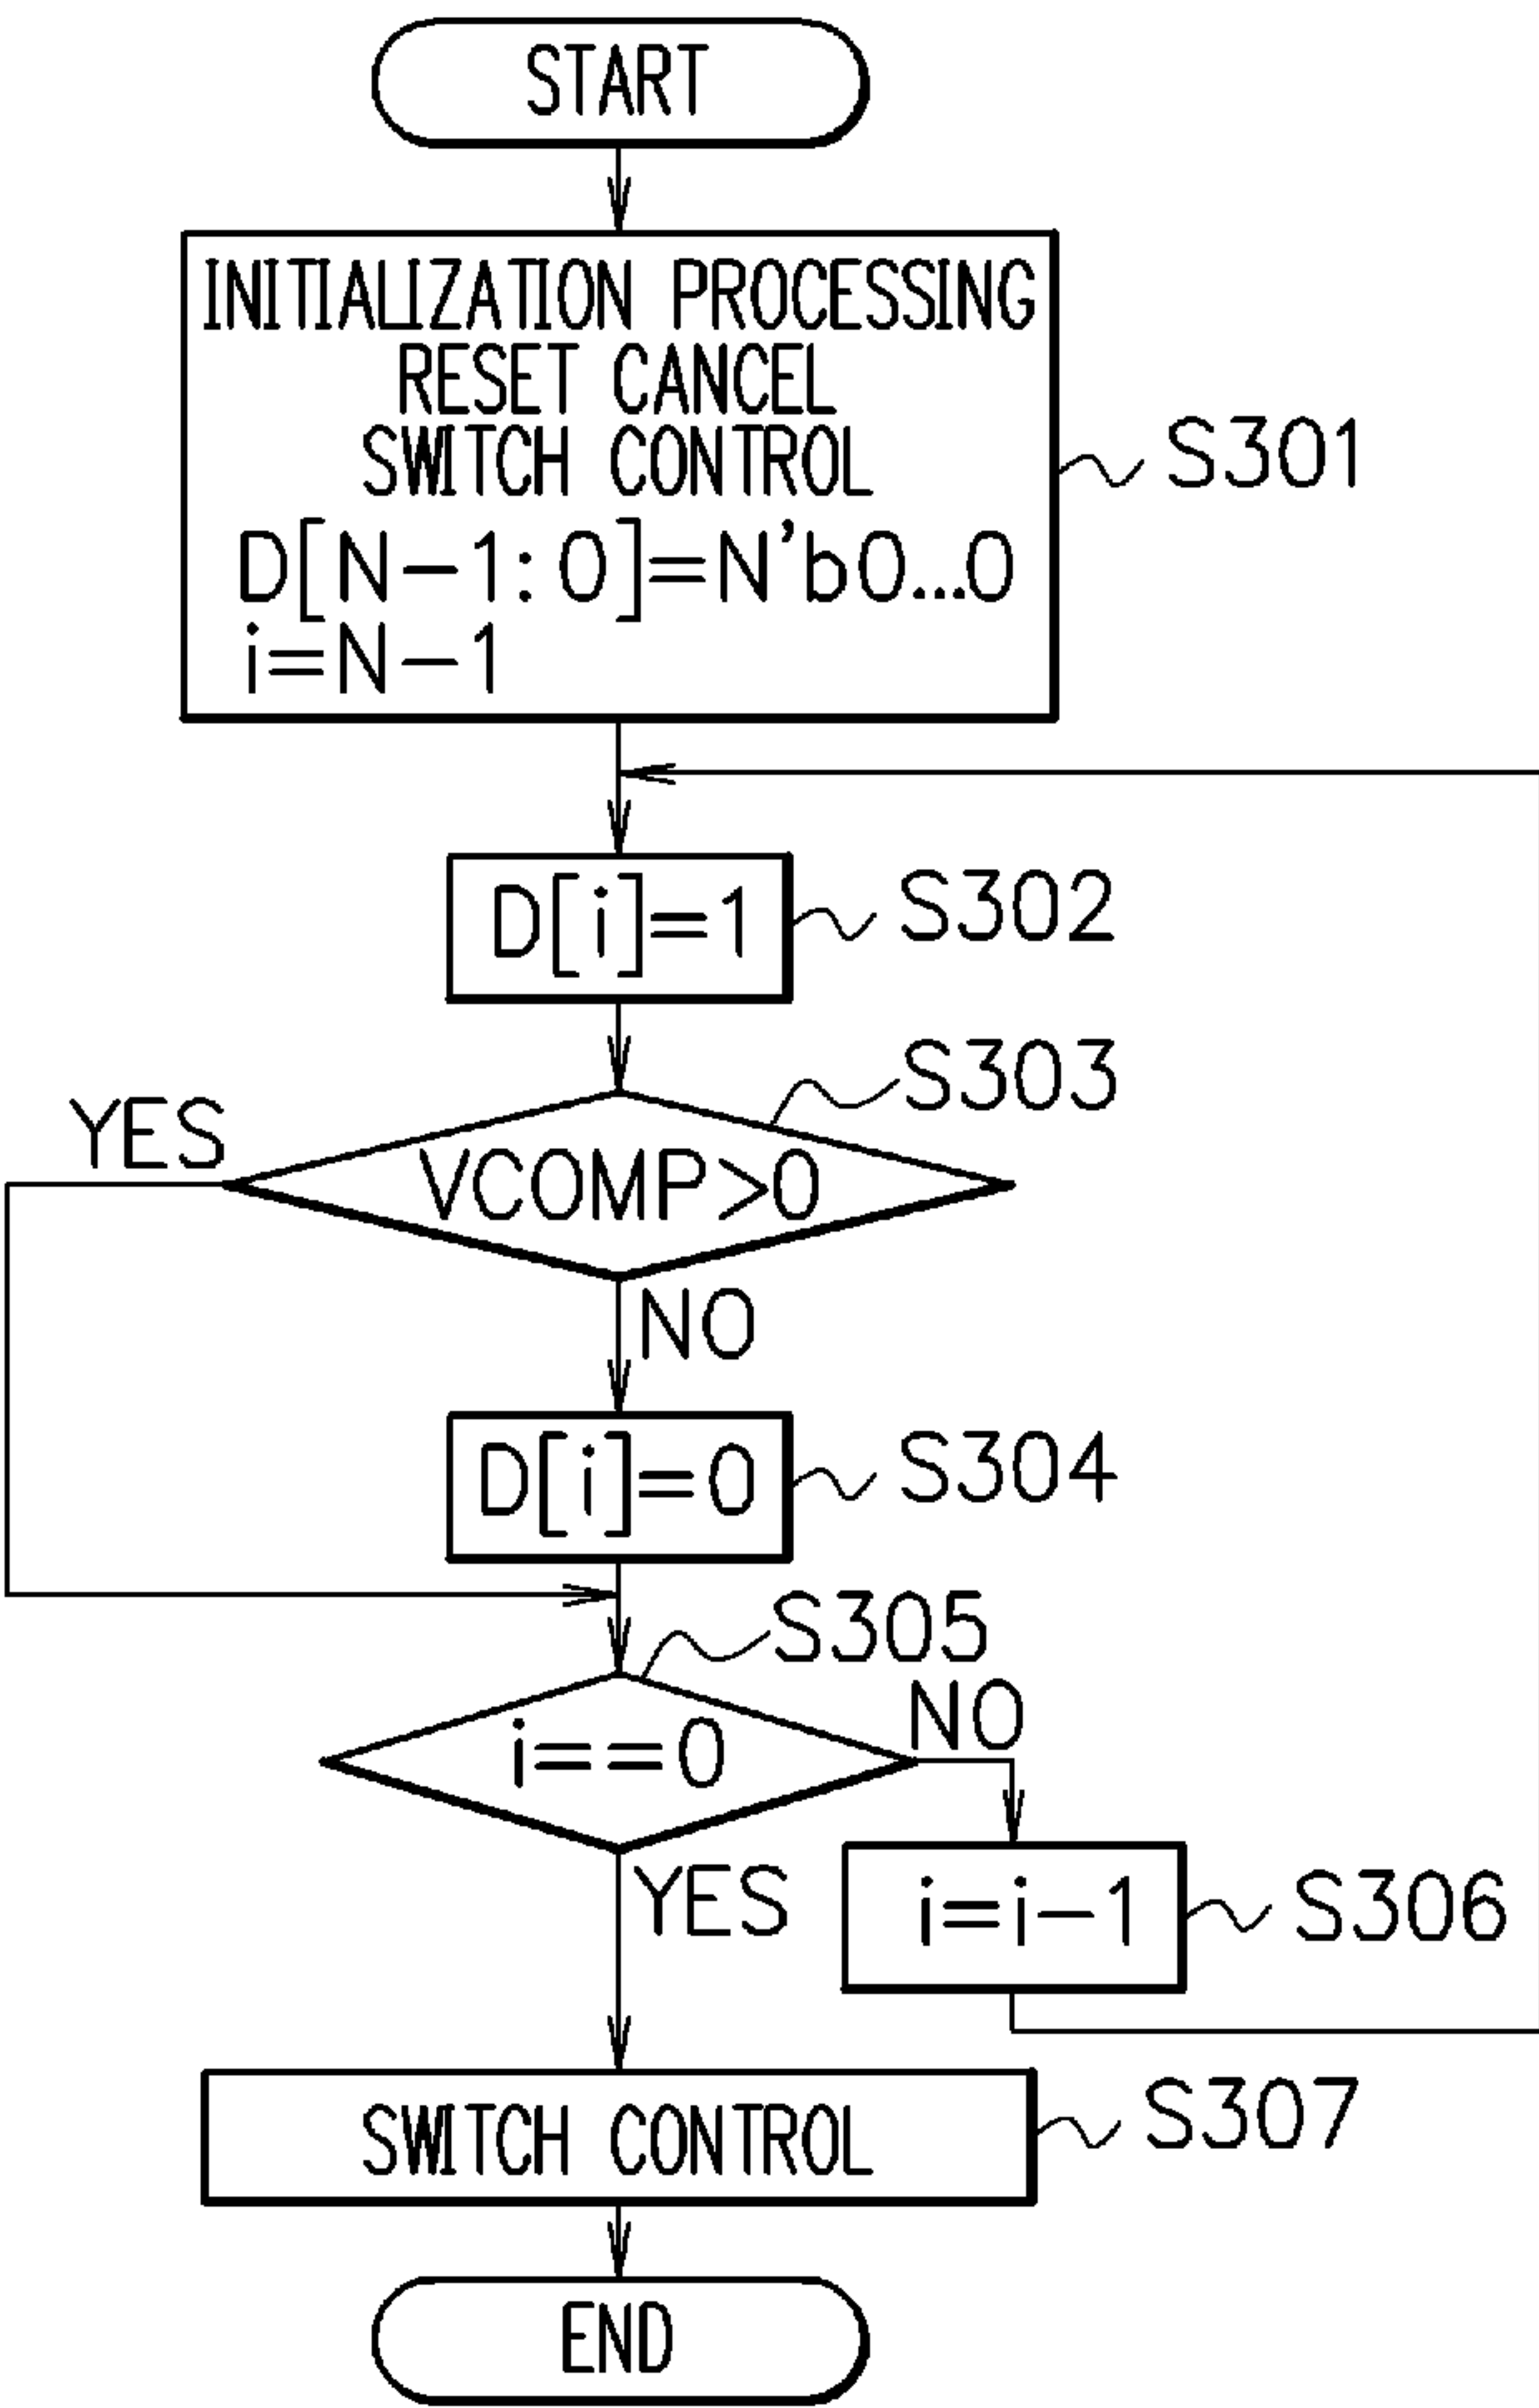 START
INITIALIZATION PROCESSING
RESET CANCEL
SWITCH CONTROL
D[N-1:0]=N'b0...0
i=N-1
S301
D[i]=1
S302
S303
YES
VCOMP>0
NO
D[i]=0
S304
S305
i==0
NO
YES
i=i-1
S306
SWITCH CONTROL
S307
END